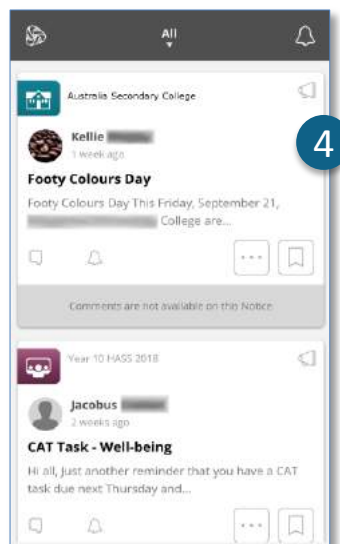 All
Australia Secondary College
Kellie
1 week ago
4
Footy Colours Day
Footy Colours Day This Friday, September 21,
College are...
Comments are not available on this Notice
Year 10 HASS 2018
Jacobus
2 weeks ago
CAT Task - Well-being
Hi all, Just another reminder that you have a CAT
task due next Thursday and...